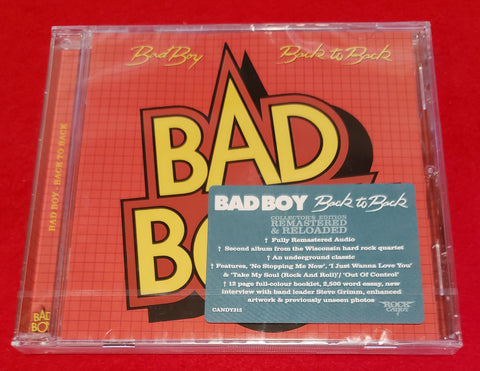 Bad Boy Back to Back
BAD BOY - BACK TO BACK
BAD
BO
BAD BOY Back to Back
COLLECTOR'S EDITION
REMASTERED
& RELOADED
† Fully Remastered Audio
† Second album from the Wisconsin hard rock quartet
† An underground classic
† Features, 'No Stopping Me Now', 'I Just Wanna Love You'
& 'Take My Soul (Rock And Roll)'/ 'Out Of Control'
† 12 page full-colour booklet, 2,500 word essay, new
interview with band leader Steve Grimm, enhanced
artwork & previously unseen photos
CANDY315
ROCK
CANDY
BAD
BOY